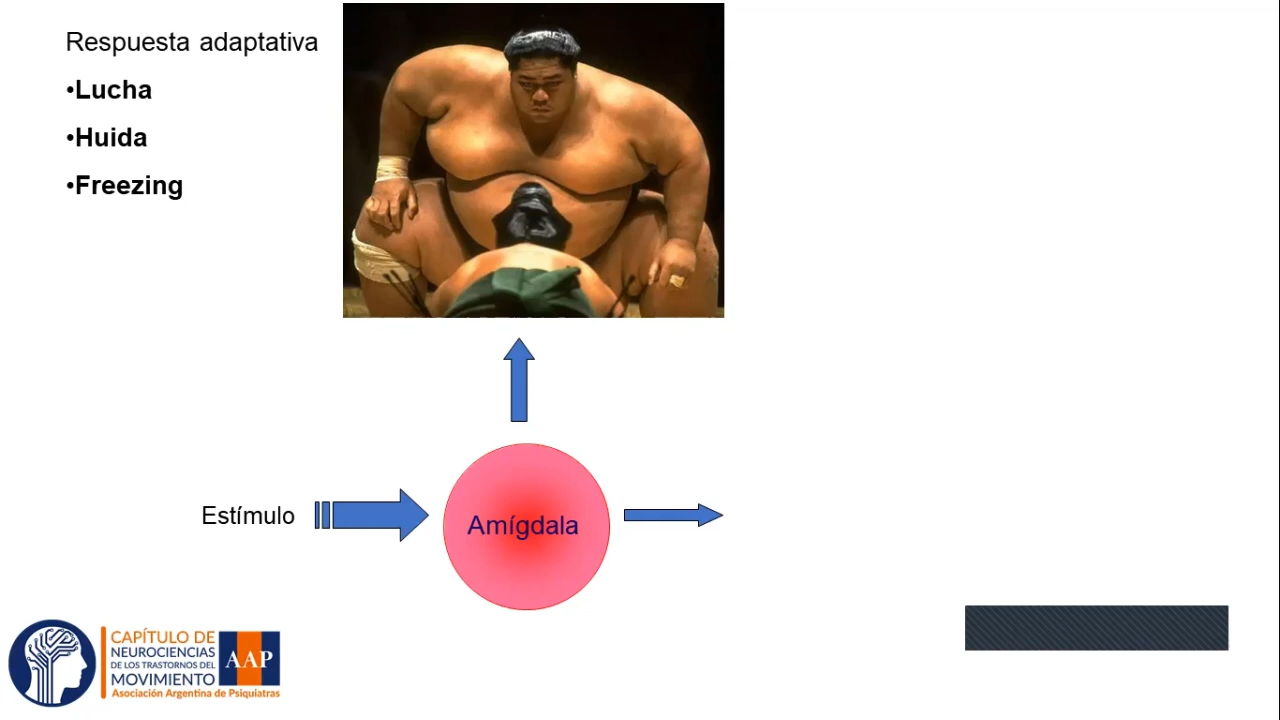 Respuesta adaptativa
•Lucha
•Huida
•Freezing
Estímulo
Amígdala
CAPÍTULO DE
NEUROCIENCIAS
DE LOS TRASTORNOS DEL
MOVIMIENTO
AAP
Asociación Argentina de Psiquiatras